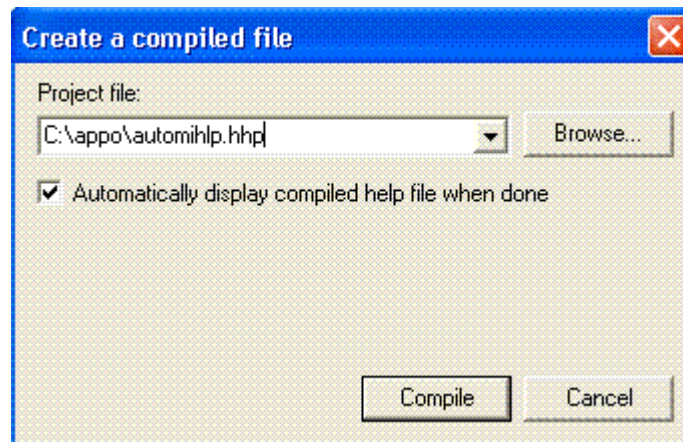 Create a compiled file
Project file:
C:\appo\automihlp.hhp
Browse...
Automatically display compiled help file when done
Compile
Cancel